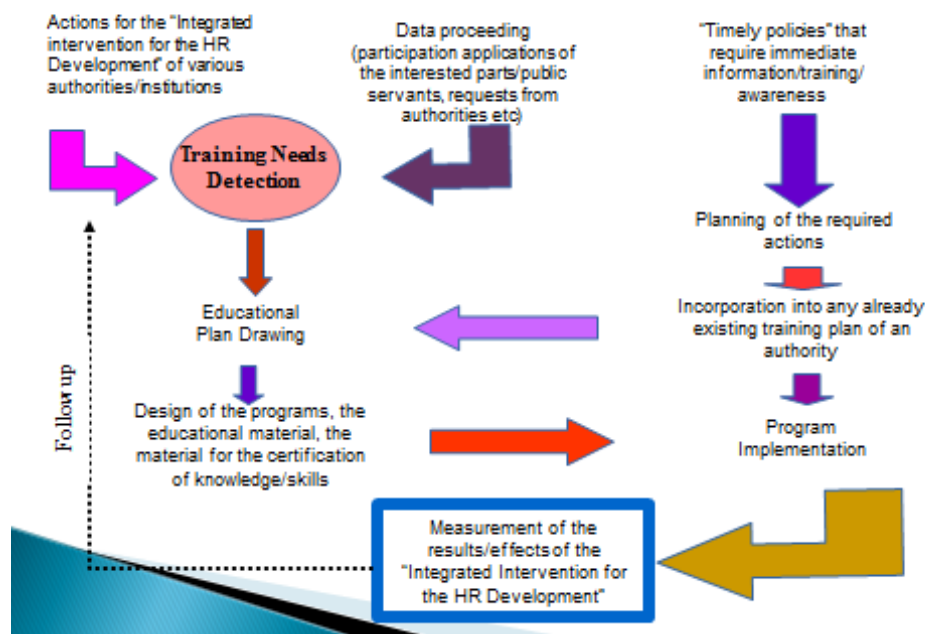 Actions for the "Integrated
intervention for the HR
Development" of various
authorities/institutions
Data proceeding
(participation applications of
the interested parts/public
servants, requests from
authorities etc)
"Timely policies" that
require immediate
information/training/
awareness
Training Needs
Detection
Planning of the required
actions
Educational
Plan Drawing
Incorporation into any already
existing training plan of an
authority
Follow up
Design of the programs, the
educational material, the
material for the certification
of knowledge/skills
Program
Implementation
Measurement of the
results/effects of the
"Integrated Intervention for
the HR Development"